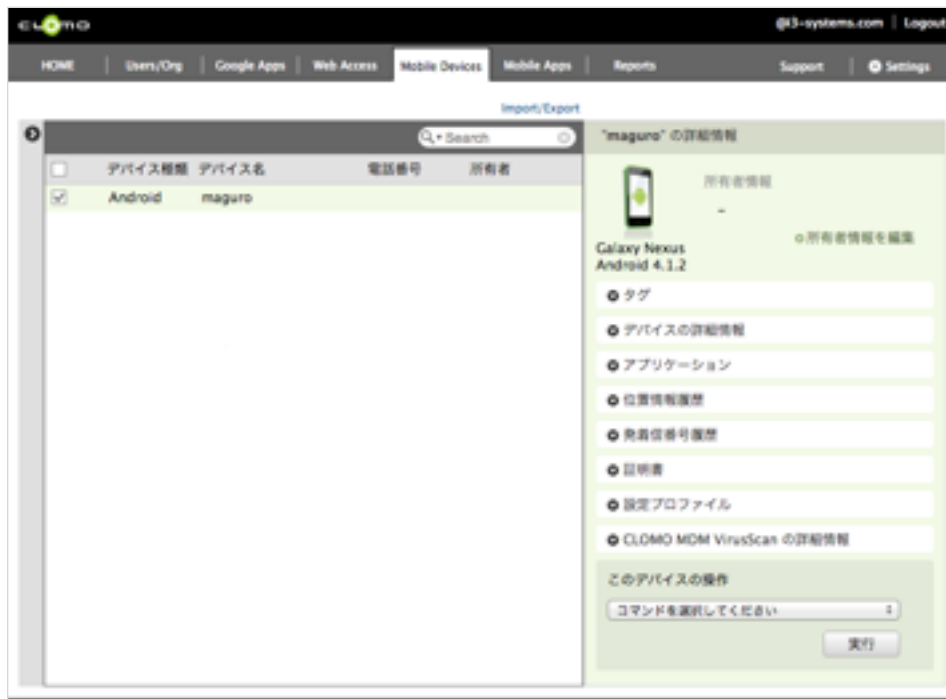 CLOMO
@i3-systems.com | Logout
HOME | Users/Org | Google Apps | Web Access Mobile Devices Mobile Apps | Reports Support | Settings
Import/Export
Search
デバイス種類 デバイス名 電話番号 所有者
Android maguro
"maguro" の詳細情報
所有者情報
-
所有者情報を編集
Galaxy Nexus
Android 4.1.2
タグ
デバイスの詳細情報
アプリケーション
位置情報履歴
発着信番号履歴
証明書
設定プロファイル
CLOMO MDM VirusScan の詳細情報
このデバイスの操作
コマンドを選択してください
実行